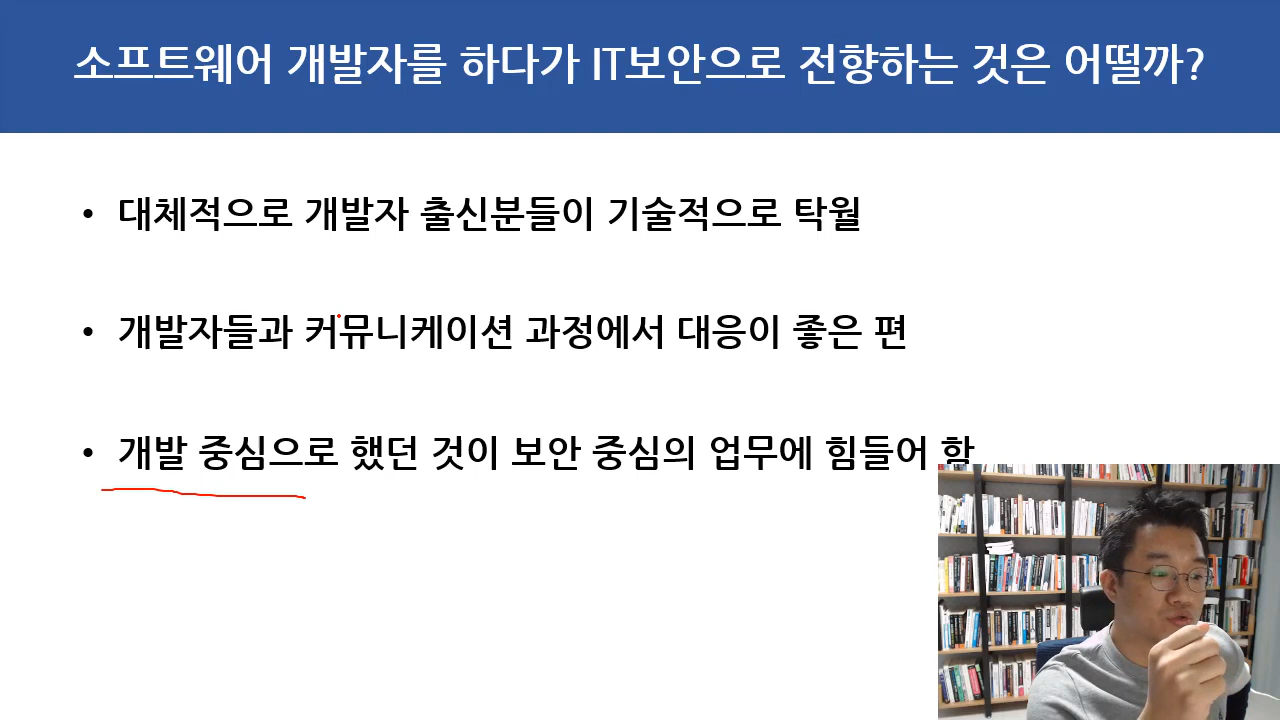 소프트웨어 개발자를 하다가 IT보안으로 전향하는 것은 어떨까?
• 대체적으로 개발자 출신분들이 기술적으로 탁월
• 개발자들과 커뮤니케이션 과정에서 대응이 좋은 편
• 개발 중심으로 했던 것이 보안 중심의 업무에 힘들어 함